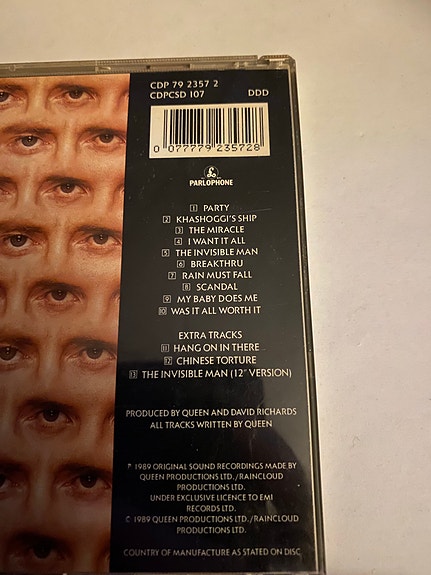 CDP 79 2357 2
CDPCSD 107 DDD
0 077779 235728
PARLOPHONE
1 PARTY
2 KHASHOGGI'S SHIP
3 THE MIRACLE
4 I WANT IT ALL
5 THE INVISIBLE MAN
6 BREAKTHRU
7 RAIN MUST FALL
8 SCANDAL
9 MY BABY DOES ME
10 WAS IT ALL WORTH IT
EXTRA TRACKS
11 HANG ON IN THERE
12 CHINESE TORTURE
13 THE INVISIBLE MAN (12" VERSION)
PRODUCED BY QUEEN AND DAVID RICHARDS
ALL TRACKS WRITTEN BY QUEEN
℗ 1989 ORIGINAL SOUND RECORDINGS MADE BY
QUEEN PRODUCTIONS LTD./RAINCLOUD
PRODUCTIONS LTD.
UNDER EXCLUSIVE LICENCE TO EMI
RECORDS LTD.
© 1989 QUEEN PRODUCTIONS LTD./RAINCLOUD
PRODUCTIONS LTD.
COUNTRY OF MANUFACTURE AS STATED ON DISC